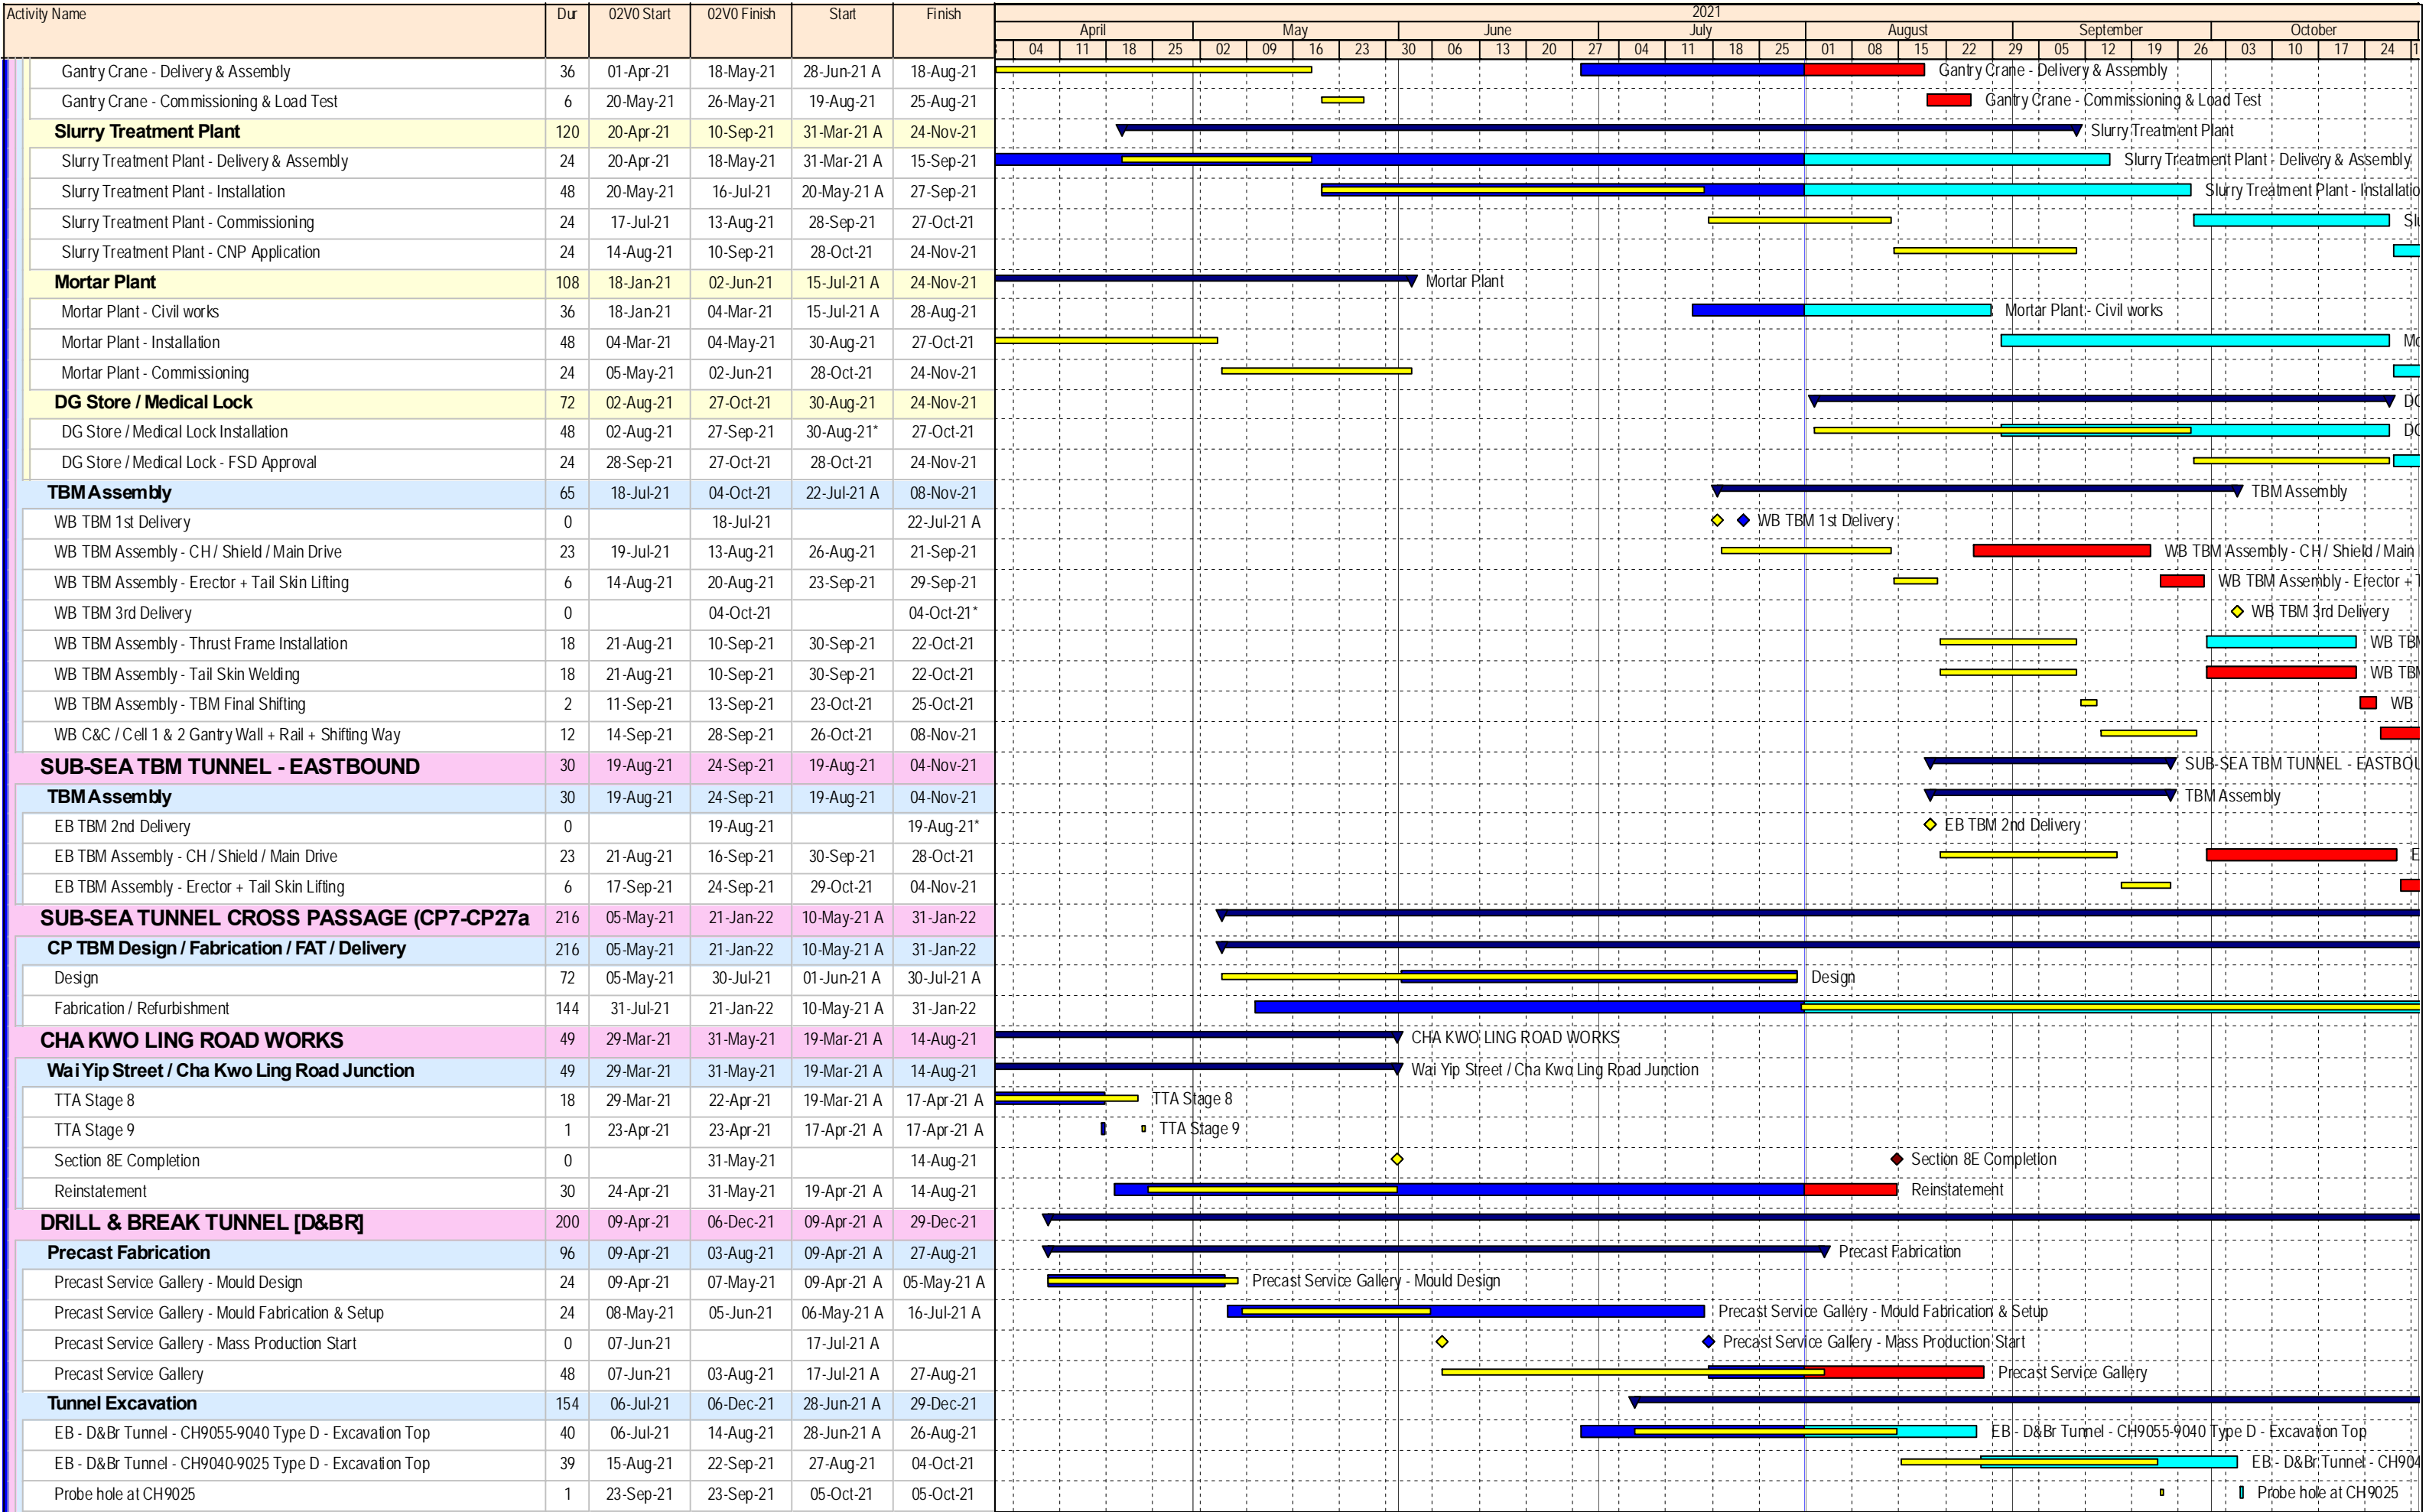 Activity Name Dur 02V0 Start 02V0 Finish Start Finish 2021
April May June July August September October
04 11 18 25 02 09 16 23 30 06 13 20 27 04 11 18 25 01 08 15 22 29 05 12 19 26 03 10 17 24
Gantry Crane - Delivery & Assembly 36 01-Apr-21 18-May-21 28-Jun-21 A 18-Aug-21 Gantry Crane - Delivery & Assembly
Gantry Crane - Commissioning & Load Test 6 20-May-21 26-May-21 19-Aug-21 25-Aug-21 Gantry Crane - Commissioning & Load Test
Slurry Treatment Plant 120 20-Apr-21 10-Sep-21 31-Mar-21 A 24-Nov-21 Slurry Treatment Plant
Slurry Treatment Plant - Delivery & Assembly 24 20-Apr-21 18-May-21 31-Mar-21 A 15-Sep-21 Slurry Treatment Plant - Delivery & Assembly
Slurry Treatment Plant - Installation 48 20-May-21 16-Jul-21 20-May-21 A 27-Sep-21 Slurry Treatment Plant - Installatio
Slurry Treatment Plant - Commissioning 24 17-Jul-21 13-Aug-21 28-Sep-21 27-Oct-21
Slurry Treatment Plant - CNP Application 24 14-Aug-21 10-Sep-21 28-Oct-21 24-Nov-21
Mortar Plant 108 18-Jan-21 02-Jun-21 15-Jul-21 A 24-Nov-21 Mortar Plant
Mortar Plant - Civil works 36 18-Jan-21 04-Mar-21 15-Jul-21 A 28-Aug-21 Mortar Plant - Civil works
Mortar Plant - Installation 48 04-Mar-21 04-May-21 30-Aug-21 27-Oct-21
Mortar Plant - Commissioning 24 05-May-21 02-Jun-21 28-Oct-21 24-Nov-21
DG Store / Medical Lock 72 02-Aug-21 27-Oct-21 30-Aug-21 24-Nov-21
DG Store / Medical Lock Installation 48 02-Aug-21 27-Sep-21 30-Aug-21* 27-Oct-21
DG Store / Medical Lock - FSD Approval 24 28-Sep-21 27-Oct-21 28-Oct-21 24-Nov-21
TBM Assembly 65 18-Jul-21 04-Oct-21 22-Jul-21 A 08-Nov-21 TBM Assembly
WB TBM 1st Delivery 0 18-Jul-21 22-Jul-21 A WB TBM 1st Delivery
WB TBM Assembly - CH / Shield / Main Drive 23 19-Jul-21 13-Aug-21 26-Aug-21 21-Sep-21 WB TBM Assembly - CH / Shield / Main
WB TBM Assembly - Erector + Tail Skin Lifting 6 14-Aug-21 20-Aug-21 23-Sep-21 29-Sep-21 WB TBM Assembly - Erector + T
WB TBM 3rd Delivery 0 04-Oct-21 04-Oct-21* WB TBM 3rd Delivery
WB TBM Assembly - Thrust Frame Installation 18 21-Aug-21 10-Sep-21 30-Sep-21 22-Oct-21 WB TBM
WB TBM Assembly - Tail Skin Welding 18 21-Aug-21 10-Sep-21 30-Sep-21 22-Oct-21 WB TBM
WB TBM Assembly - TBM Final Shifting 2 11-Sep-21 13-Sep-21 23-Oct-21 25-Oct-21 WB
WB C&C / Cell 1 & 2 Gantry Wall + Rail + Shifting Way 12 14-Sep-21 28-Sep-21 26-Oct-21 08-Nov-21
SUB-SEA TBM TUNNEL - EASTBOUND 30 19-Aug-21 24-Sep-21 19-Aug-21 04-Nov-21 SUB-SEA TBM TUNNEL - EASTBOU
TBM Assembly 30 19-Aug-21 24-Sep-21 19-Aug-21 04-Nov-21 TBM Assembly
EB TBM 2nd Delivery 0 19-Aug-21 19-Aug-21* EB TBM 2nd Delivery
EB TBM Assembly - CH / Shield / Main Drive 23 21-Aug-21 16-Sep-21 30-Sep-21 28-Oct-21
EB TBM Assembly - Erector + Tail Skin Lifting 6 17-Sep-21 24-Sep-21 29-Oct-21 04-Nov-21
SUB-SEA TUNNEL CROSS PASSAGE (CP7-CP27a 216 05-May-21 21-Jan-22 10-May-21 A 31-Jan-22
CP TBM Design / Fabrication / FAT / Delivery 216 05-May-21 21-Jan-22 10-May-21 A 31-Jan-22
Design 72 05-May-21 30-Jul-21 01-Jun-21 A 30-Jul-21 A Design
Fabrication / Refurbishment 144 31-Jul-21 21-Jan-22 10-May-21 A 31-Jan-22
CHA KWO LING ROAD WORKS 49 29-Mar-21 31-May-21 19-Mar-21 A 14-Aug-21 CHA KWO LING ROAD WORKS
Wai Yip Street / Cha Kwo Ling Road Junction 49 29-Mar-21 31-May-21 19-Mar-21 A 14-Aug-21 Wai Yip Street / Cha Kwo Ling Road Junction
TTA Stage 8 18 29-Mar-21 22-Apr-21 19-Mar-21 A 17-Apr-21 A TTA Stage 8
TTA Stage 9 1 23-Apr-21 23-Apr-21 17-Apr-21 A 17-Apr-21 A TTA Stage 9
Section 8E Completion 0 31-May-21 14-Aug-21 Section 8E Completion
Reinstatement 30 24-Apr-21 31-May-21 19-Apr-21 A 14-Aug-21 Reinstatement
DRILL & BREAK TUNNEL [D&BR] 200 09-Apr-21 06-Dec-21 09-Apr-21 A 29-Dec-21
Precast Fabrication 96 09-Apr-21 03-Aug-21 09-Apr-21 A 27-Aug-21 Precast Fabrication
Precast Service Gallery - Mould Design 24 09-Apr-21 07-May-21 09-Apr-21 A 05-May-21 A Precast Service Gallery - Mould Design
Precast Service Gallery - Mould Fabrication & Setup 24 08-May-21 05-Jun-21 06-May-21 A 16-Jul-21 A Precast Service Gallery - Mould Fabrication & Setup
Precast Service Gallery - Mass Production Start 0 07-Jun-21 17-Jul-21 A Precast Service Gallery - Mass Production Start
Precast Service Gallery 48 07-Jun-21 03-Aug-21 17-Jul-21 A 27-Aug-21 Precast Service Gallery
Tunnel Excavation 154 06-Jul-21 06-Dec-21 28-Jun-21 A 29-Dec-21
EB - D&Br Tunnel - CH9055-9040 Type D - Excavation Top 40 06-Jul-21 14-Aug-21 28-Jun-21 A 26-Aug-21 EB - D&Br Tunnel - CH9055-9040 Type D - Excavation Top
EB - D&Br Tunnel - CH9040-9025 Type D - Excavation Top 39 15-Aug-21 22-Sep-21 27-Aug-21 04-Oct-21 EB - D&Br Tunnel - CH904
Probe hole at CH9025 1 23-Sep-21 23-Sep-21 05-Oct-21 05-Oct-21 Probe hole at CH9025